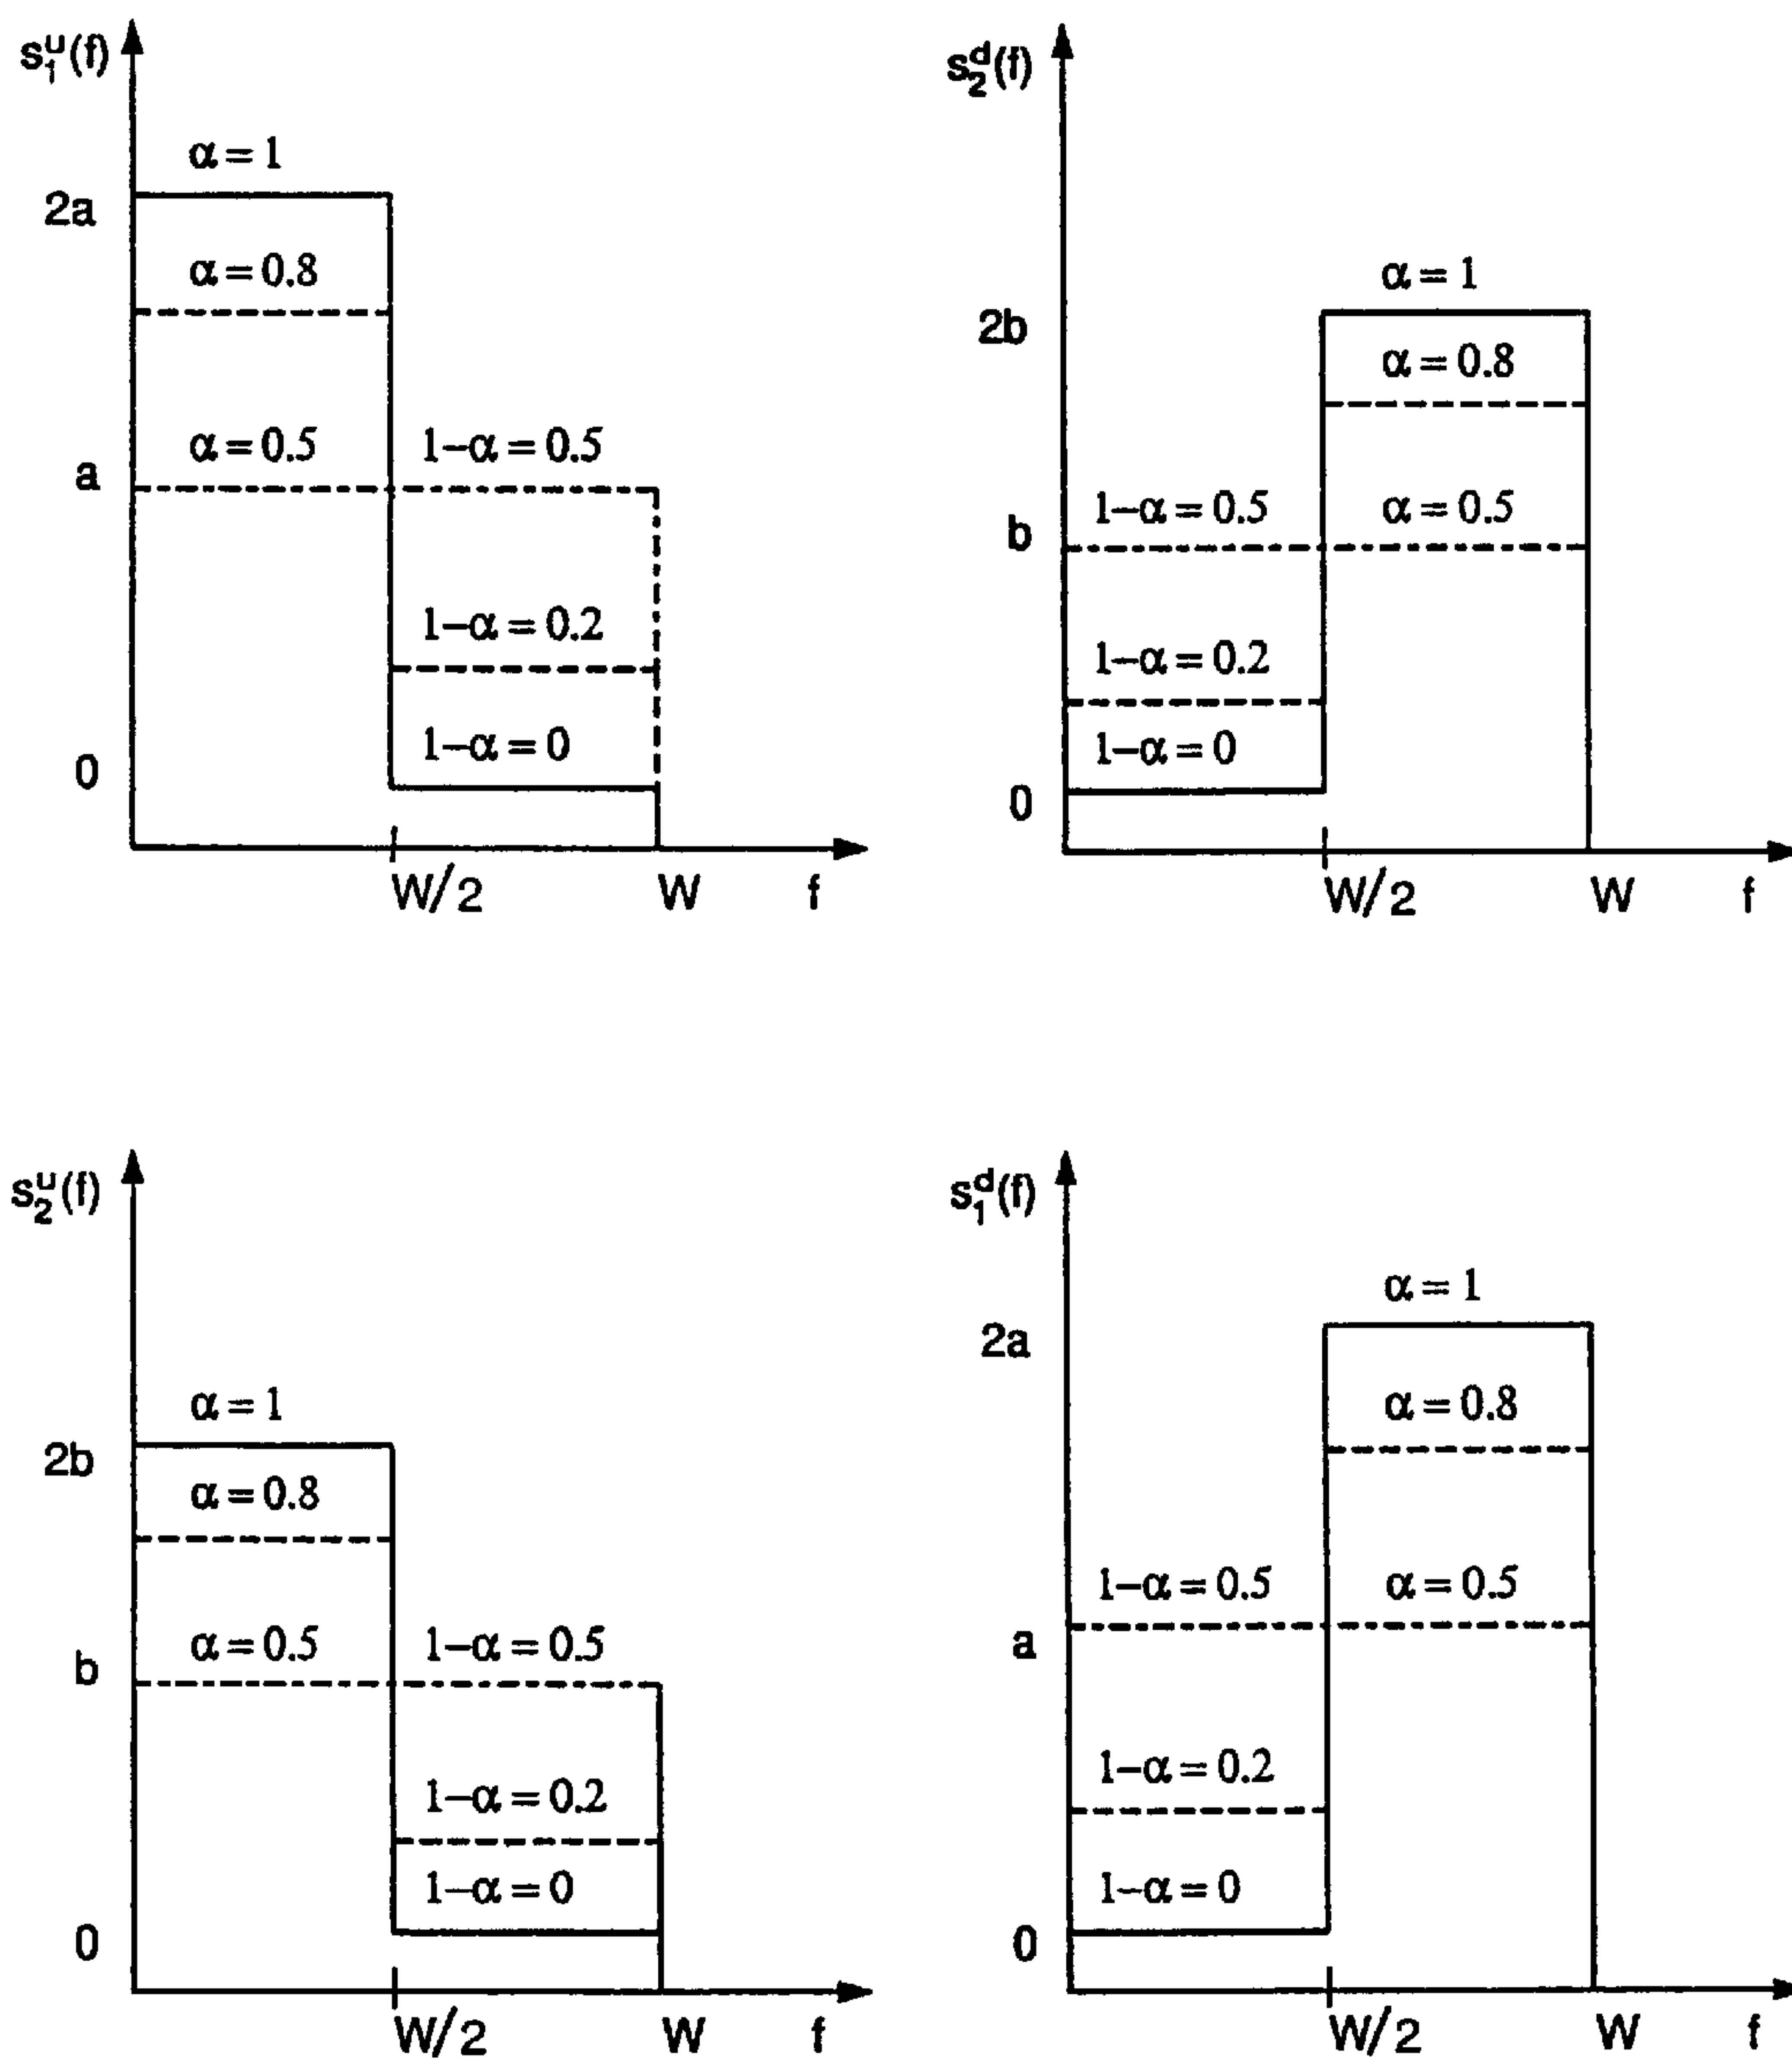 s₁ᵘ(f)
α = 1
2a
α = 0.8
α = 0.5
1–α = 0.5
a
1–α = 0.2
1–α = 0
0
W/2
W
f
s₂ᵈ(f)
α = 1
2b
α = 0.8
1–α = 0.5
α = 0.5
b
1–α = 0.2
1–α = 0
0
W/2
W
f
s₂ᵘ(f)
α = 1
2b
α = 0.8
α = 0.5
1–α = 0.5
b
1–α = 0.2
1–α = 0
0
W/2
W
f
s₁ᵈ(f)
α = 1
2a
α = 0.8
1–α = 0.5
α = 0.5
a
1–α = 0.2
1–α = 0
0
W/2
W
f